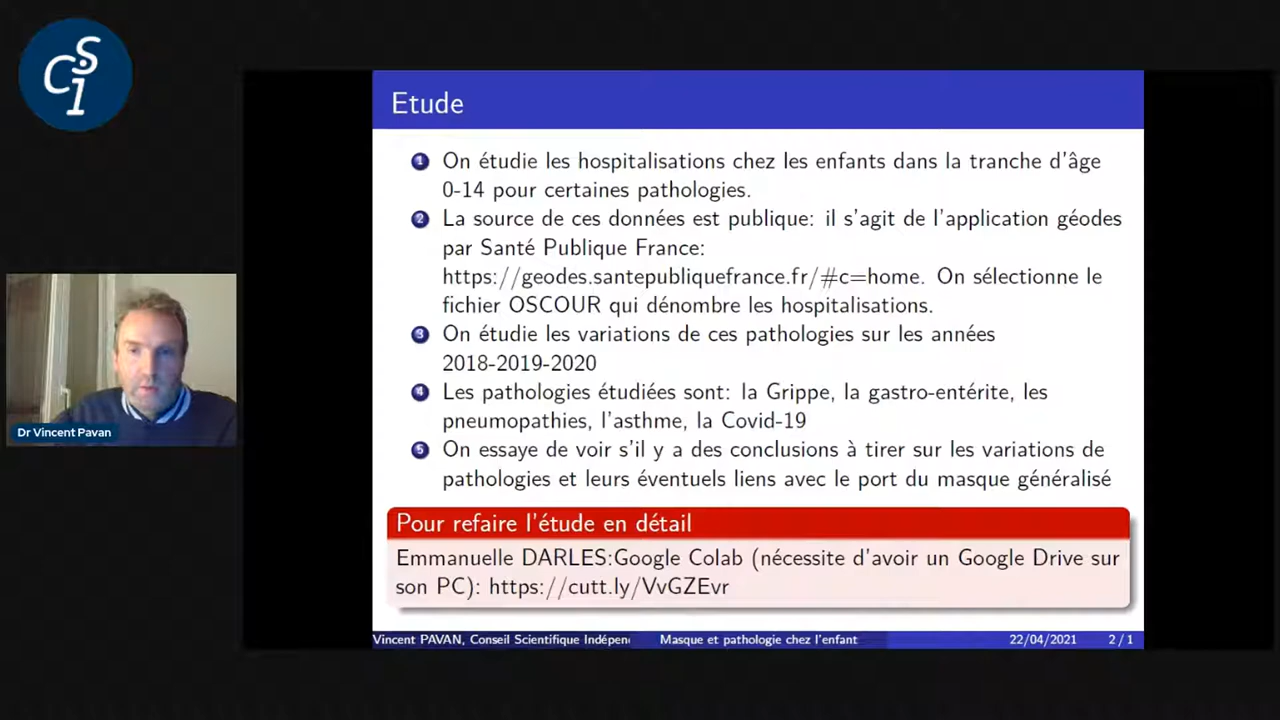 CSI
Etude
1 On étudie les hospitalisations chez les enfants dans la tranche d'âge
0-14 pour certaines pathologies.
2 La source de ces données est publique: il s'agit de l'application géodes
par Santé Publique France:
https://geodes.santepubliquefrance.fr/#c=home. On sélectionne le
fichier OSCOUR qui dénombre les hospitalisations.
3 On étudie les variations de ces pathologies sur les années
2018-2019-2020
4 Les pathologies étudiées sont: la Grippe, la gastro-entérite, les
pneumopathies, l'asthme, la Covid-19
5 On essaye de voir s'il y a des conclusions à tirer sur les variations de
pathologies et leurs éventuels liens avec le port du masque généralisé
Dr Vincent Pavan
Pour refaire l'étude en détail
Emmanuelle DARLES:Google Colab (nécessite d'avoir un Google Drive sur
son PC): https://cutt.ly/VvGZEvr
Vincent PAVAN, Conseil Scientifique Indépen Masque et pathologie chez l'enfant 22/04/2021 2 / 1